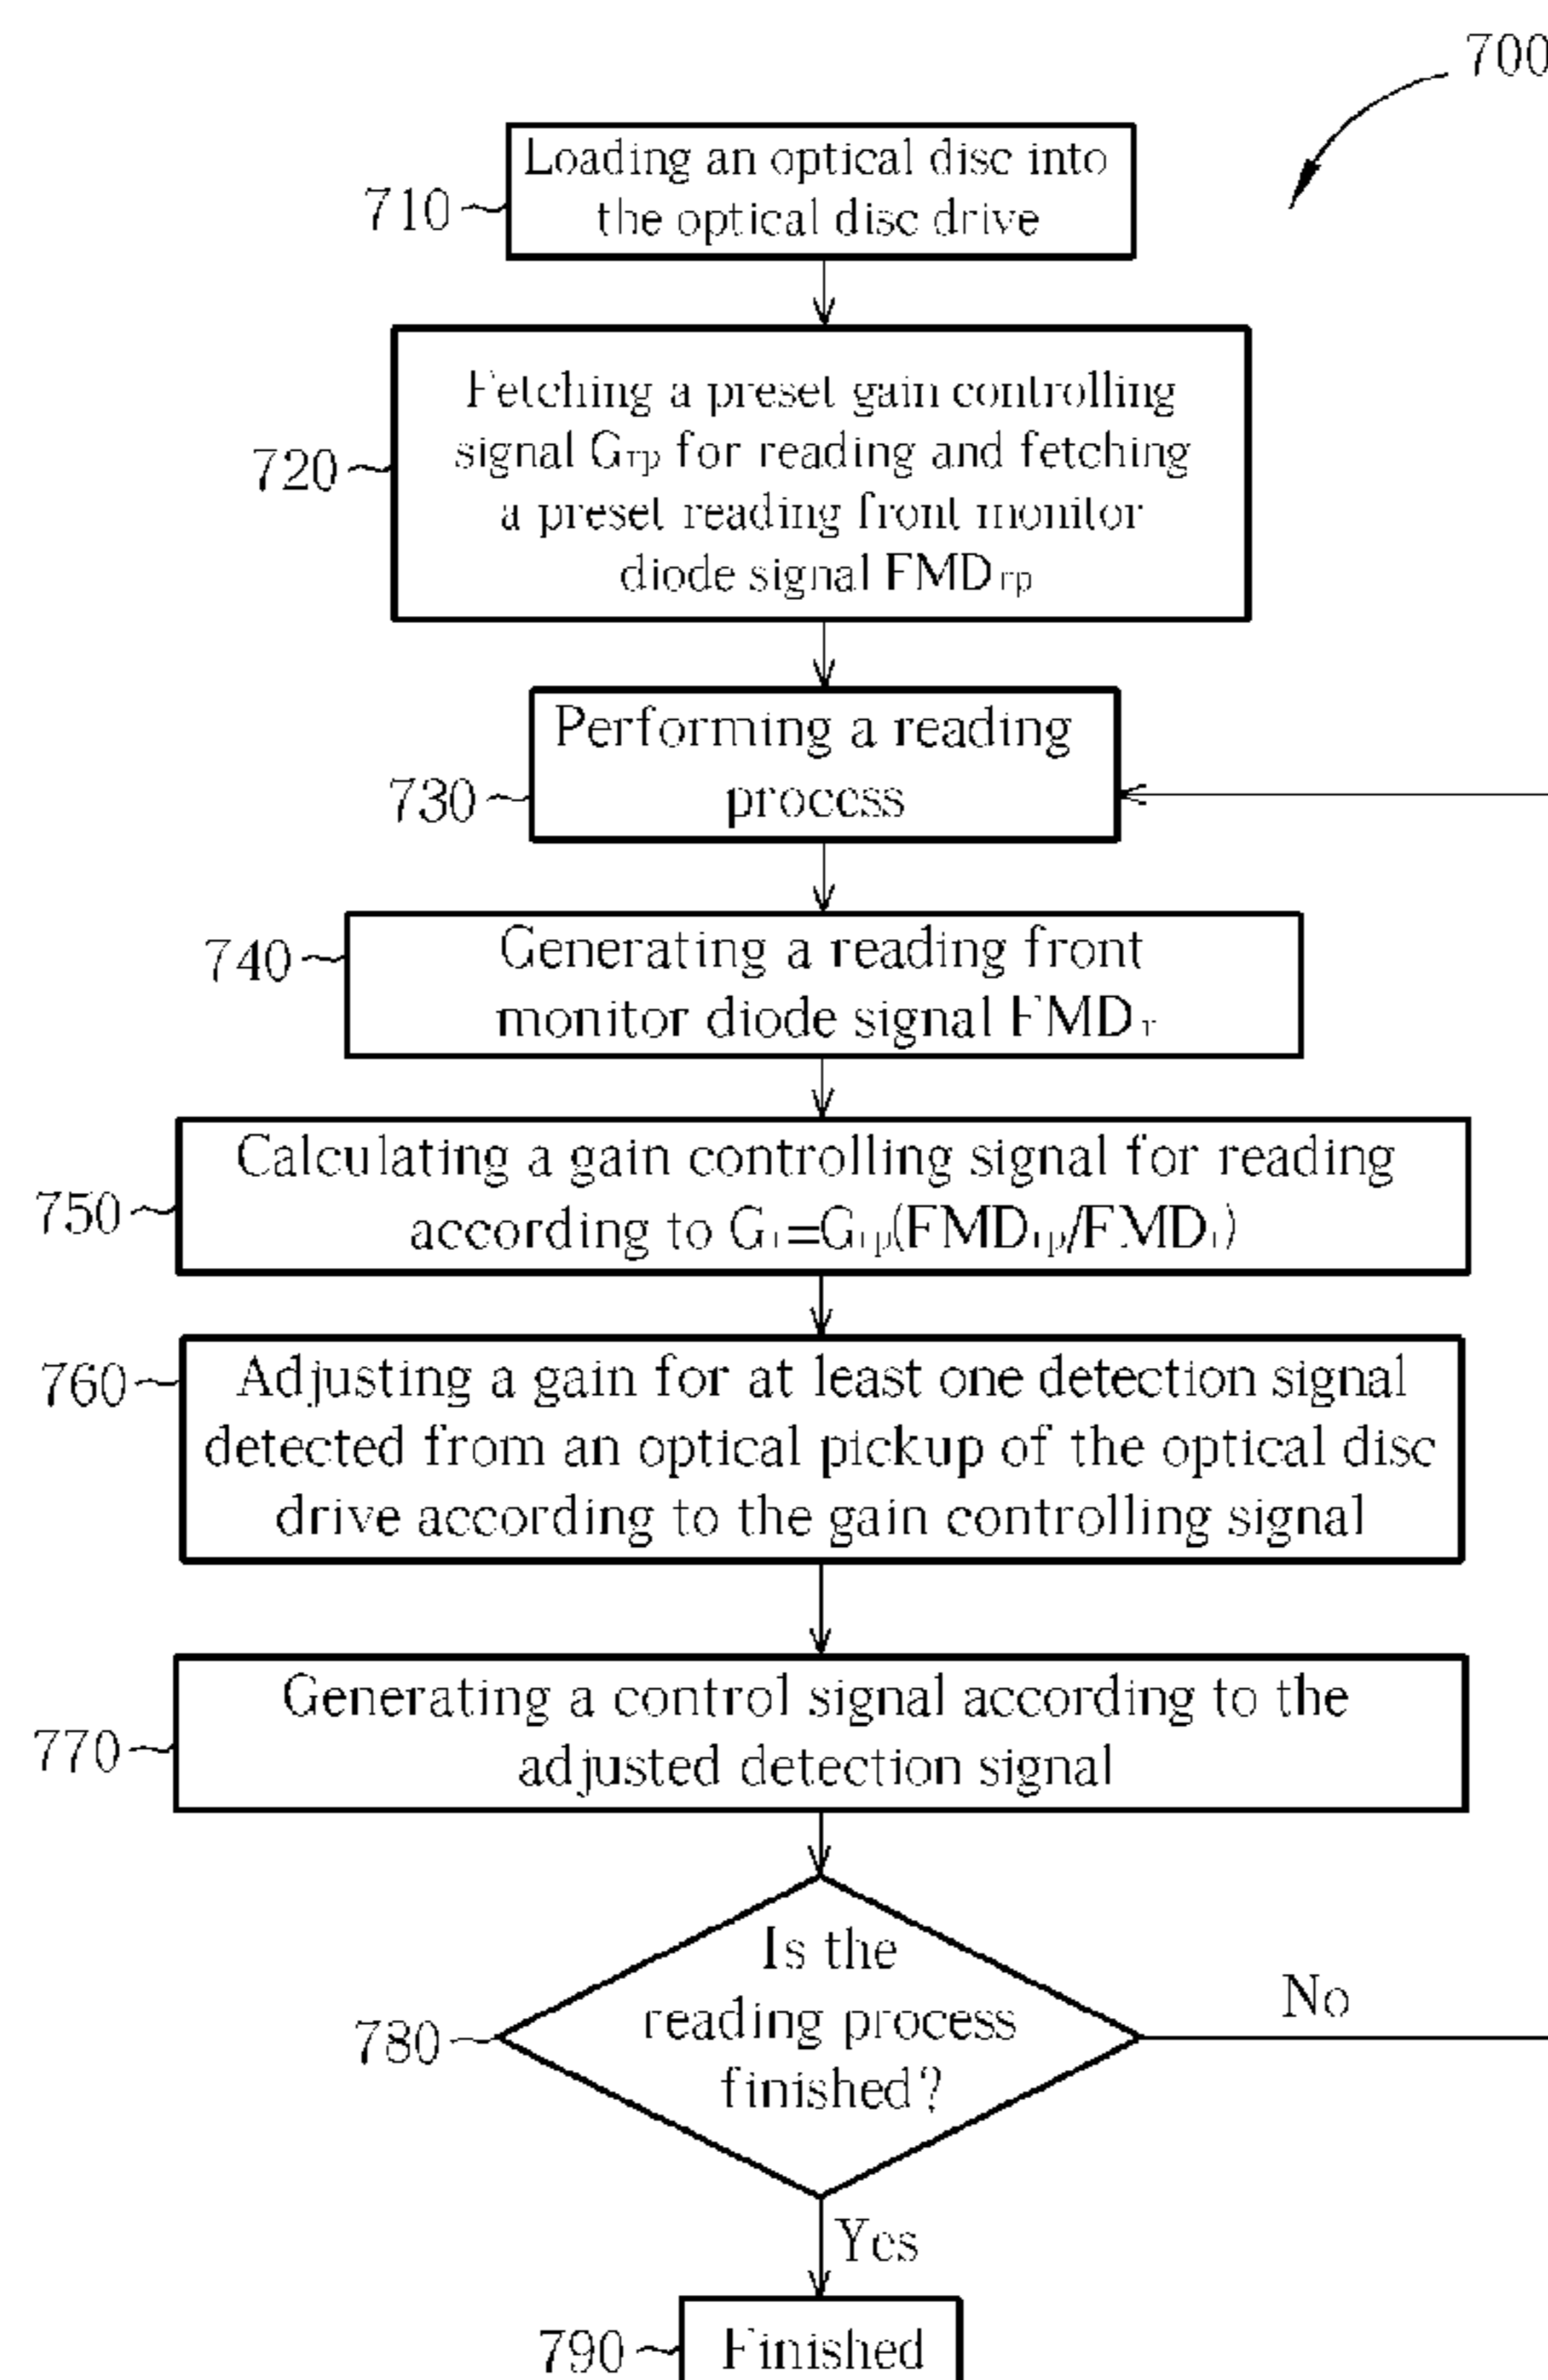 700
Loading an optical disc into
710
the optical disc drive
Fetching a preset gain controlling
signal Grp for reading and fetching
720
a preset reading front monitor
diode signal FMDrp
Performing a reading
730
process
740
Generating a reading front
monitor diode signal FMDr
Calculating a gain controlling signal for reading
750
according to Gr=Grp(FMDrp/FMDr)
760
Adjusting a gain for at least one detection signal
detected from an optical pickup of the optical disc
drive according to the gain controlling signal
Generating a control signal according to the
770
adjusted detection signal
Is the
reading process
finished?
780
No
Yes
790
Finished